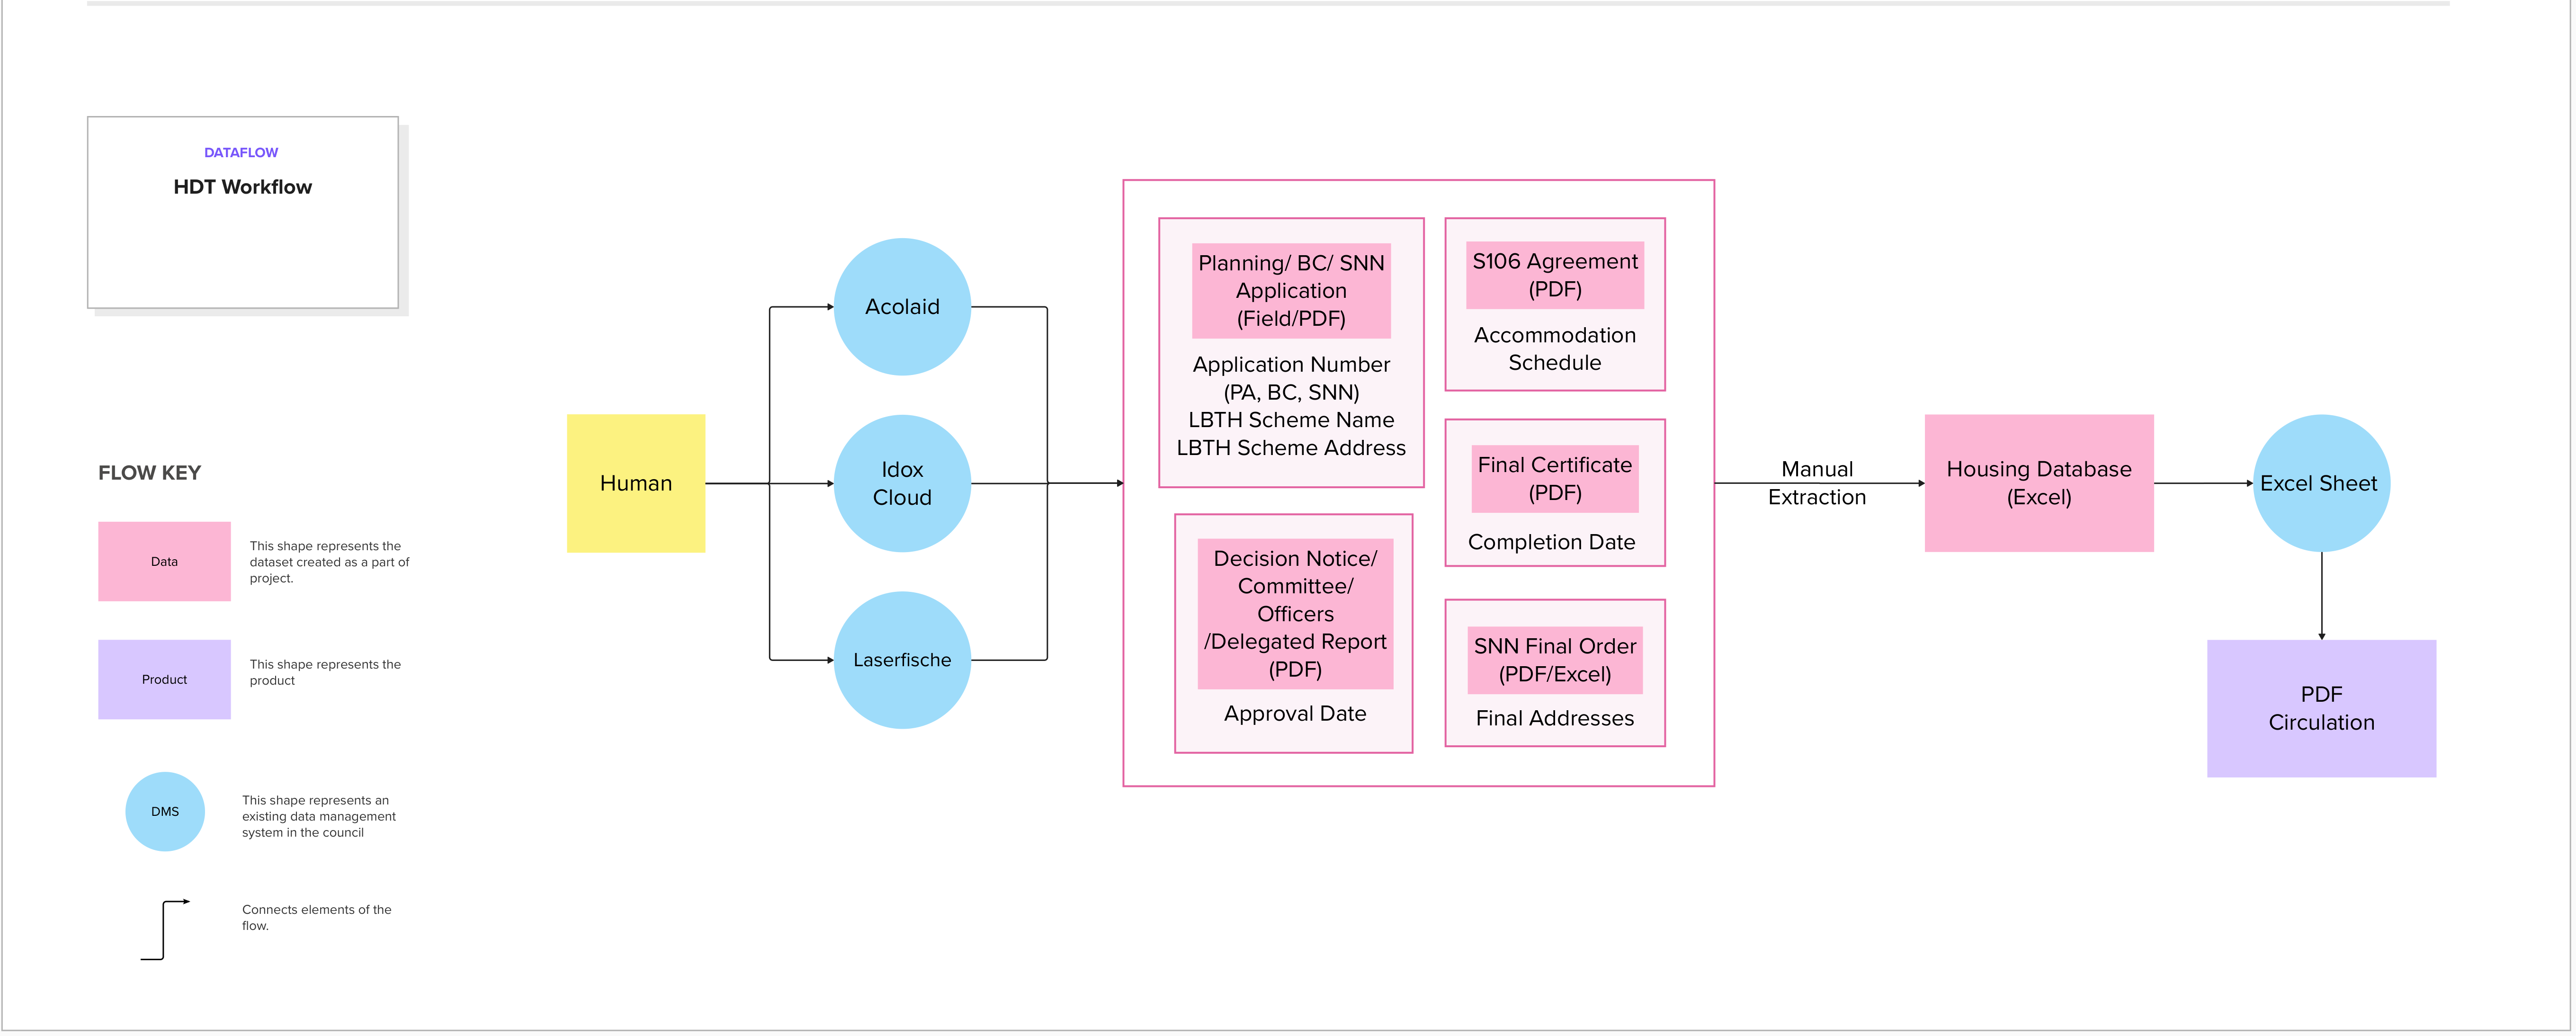 DATAFLOW
HDT Workflow
FLOW KEY
Data
This shape represents the
dataset created as a part of
project.
Product
This shape represents the
product
DMS
This shape represents an
existing data management
system in the council
Connects elements of the
flow.
Human
Acolaid
Idox
Cloud
Laserfische
Planning/ BC/ SNN
Application
(Field/PDF)
Application Number
(PA, BC, SNN)
LBTH Scheme Name
LBTH Scheme Address
Decision Notice/
Committee/
Officers
/Delegated Report
(PDF)
Approval Date
S106 Agreement
(PDF)
Accommodation
Schedule
Final Certificate
(PDF)
Completion Date
SNN Final Order
(PDF/Excel)
Final Addresses
Manual
Extraction
Housing Database
(Excel)
Excel Sheet
PDF
Circulation